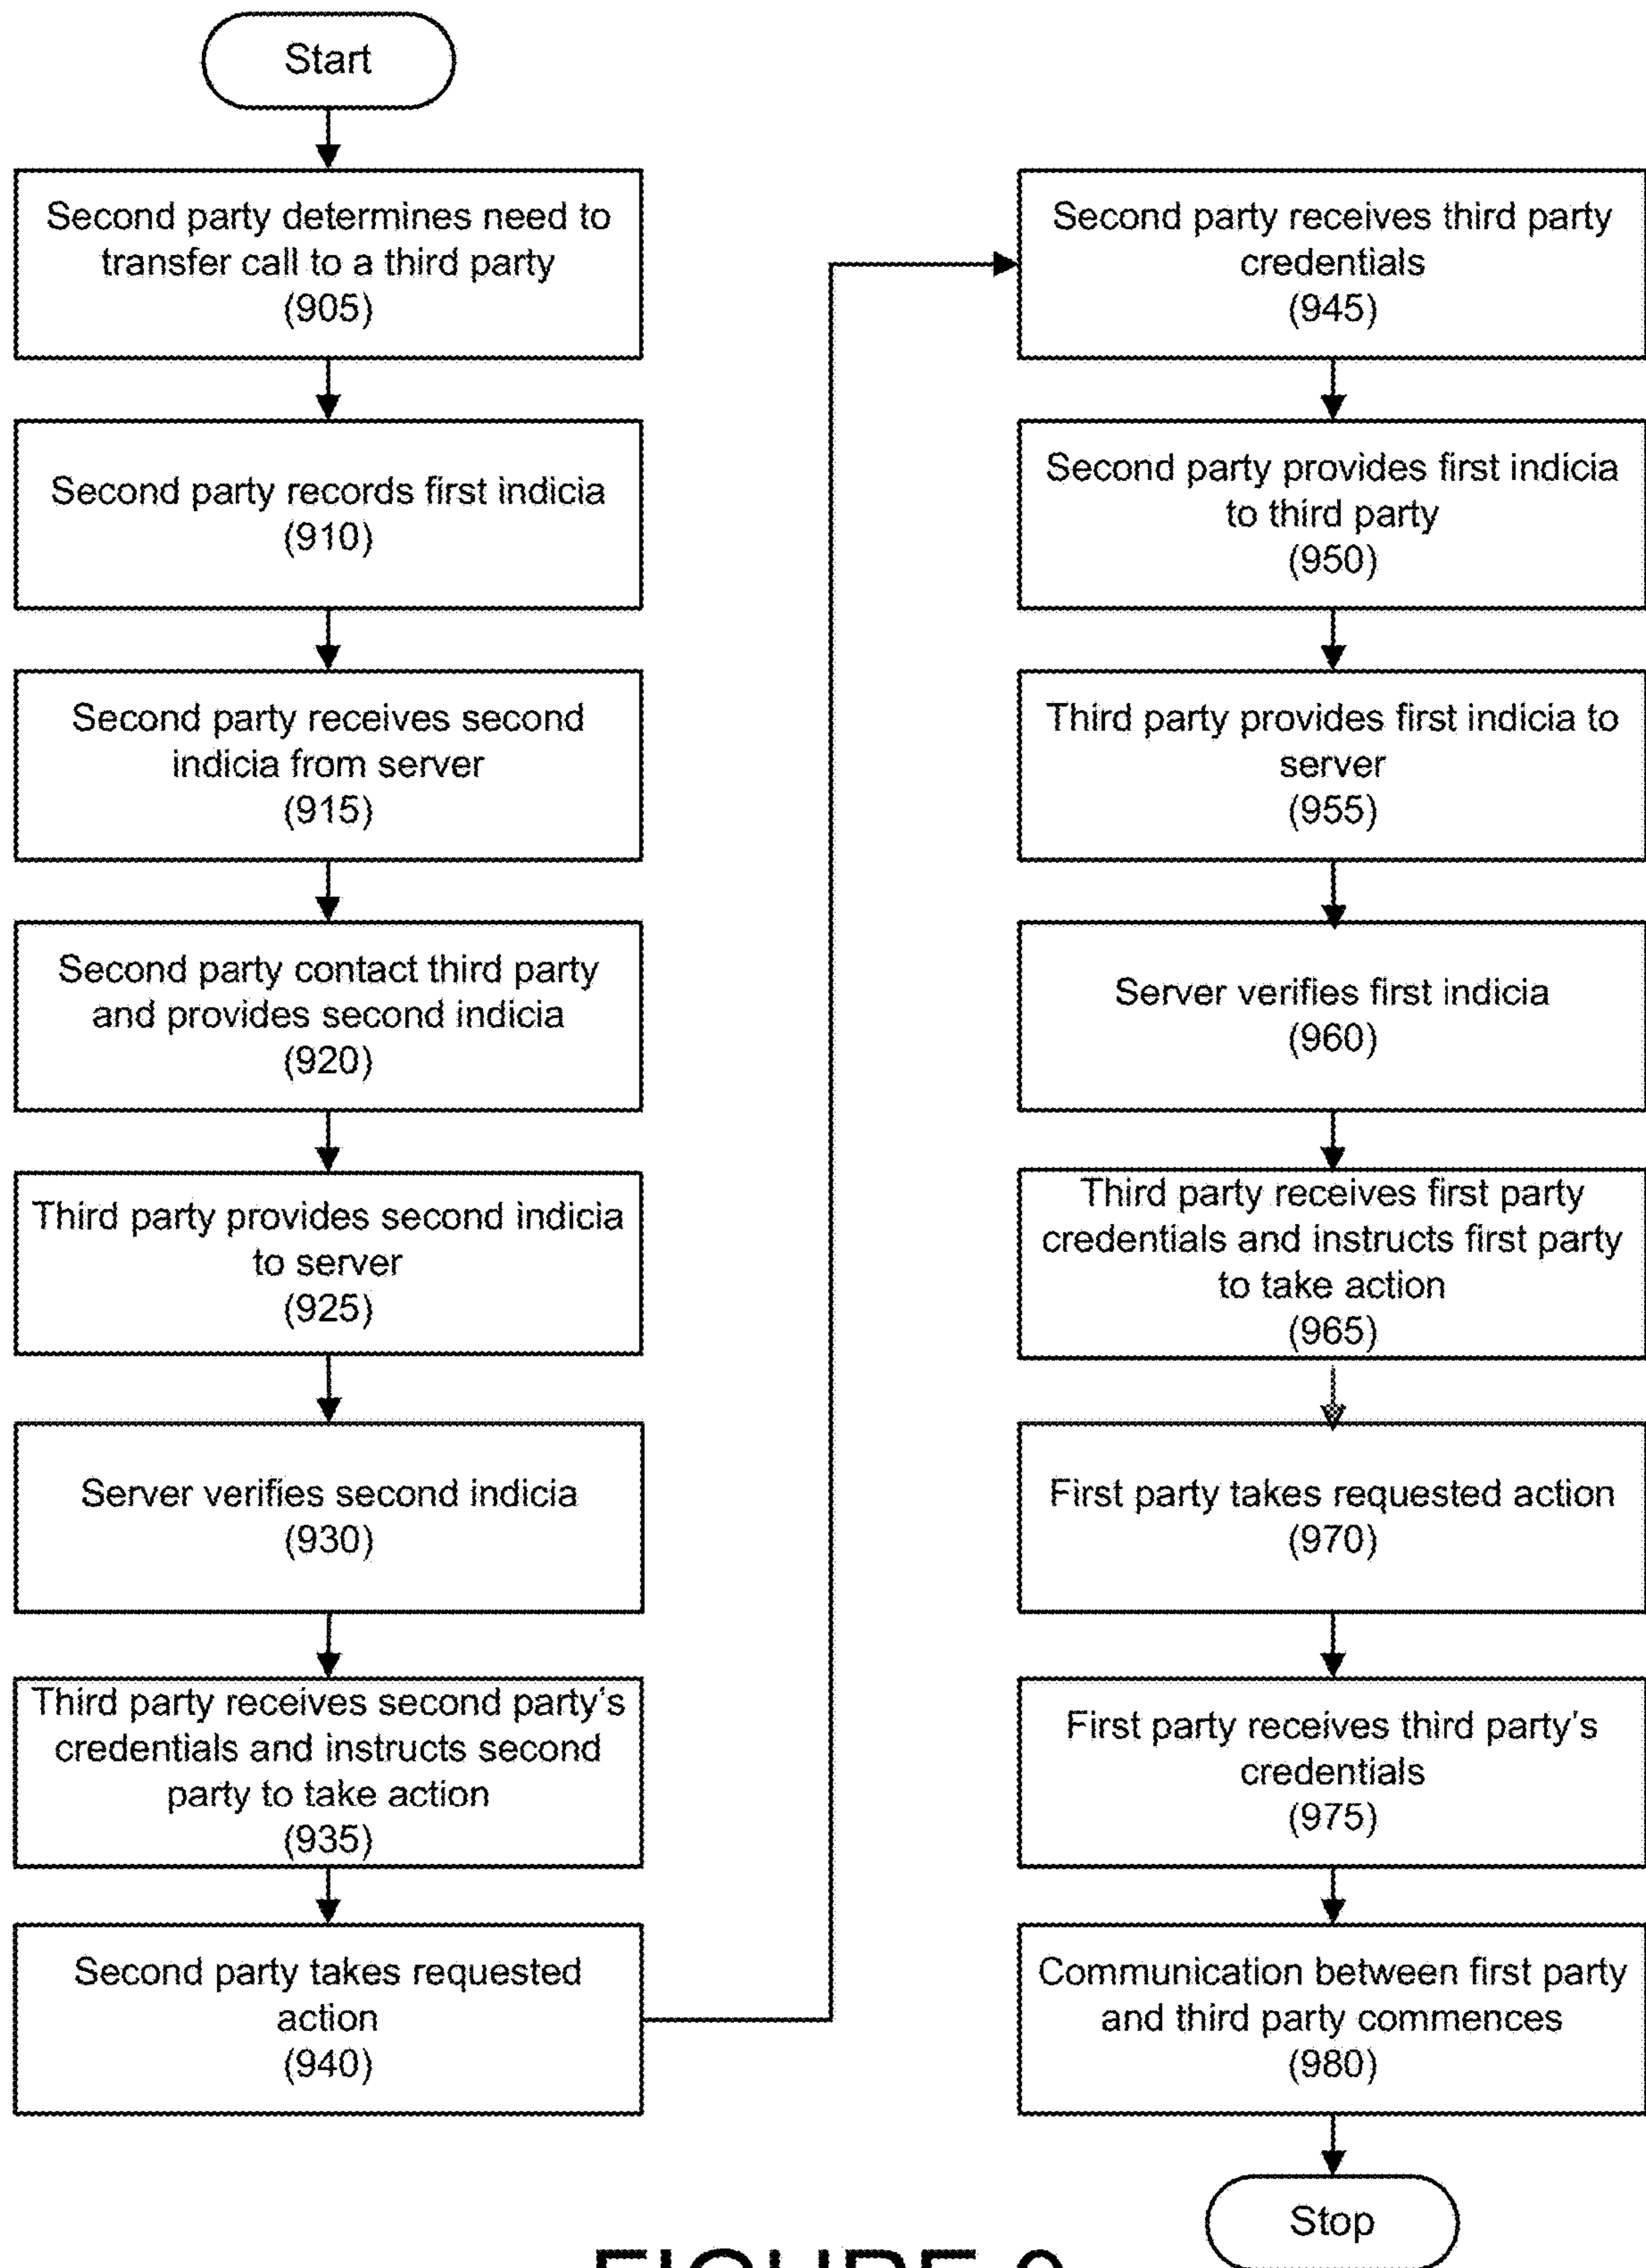 Start
Second party determines need to
transfer call to a third party
(905)
Second party records first indicia
(910)
Second party receives second
indicia from server
(915)
Second party contact third party
and provides second indicia
(920)
Third party provides second indicia
to server
(925)
Server verifies second indicia
(930)
Third party receives second party's
credentials and instructs second
party to take action
(935)
Second party takes requested
action
(940)
Second party receives third party
credentials
(945)
Second party provides first indicia
to third party
(950)
Third party provides first indicia to
server
(955)
Server verifies first indicia
(960)
Third party receives first party
credentials and instructs first party
to take action
(965)
First party takes requested action
(970)
First party receives third party's
credentials
(975)
Communication between first party
and third party commences
(980)
Stop
FIGURE 9